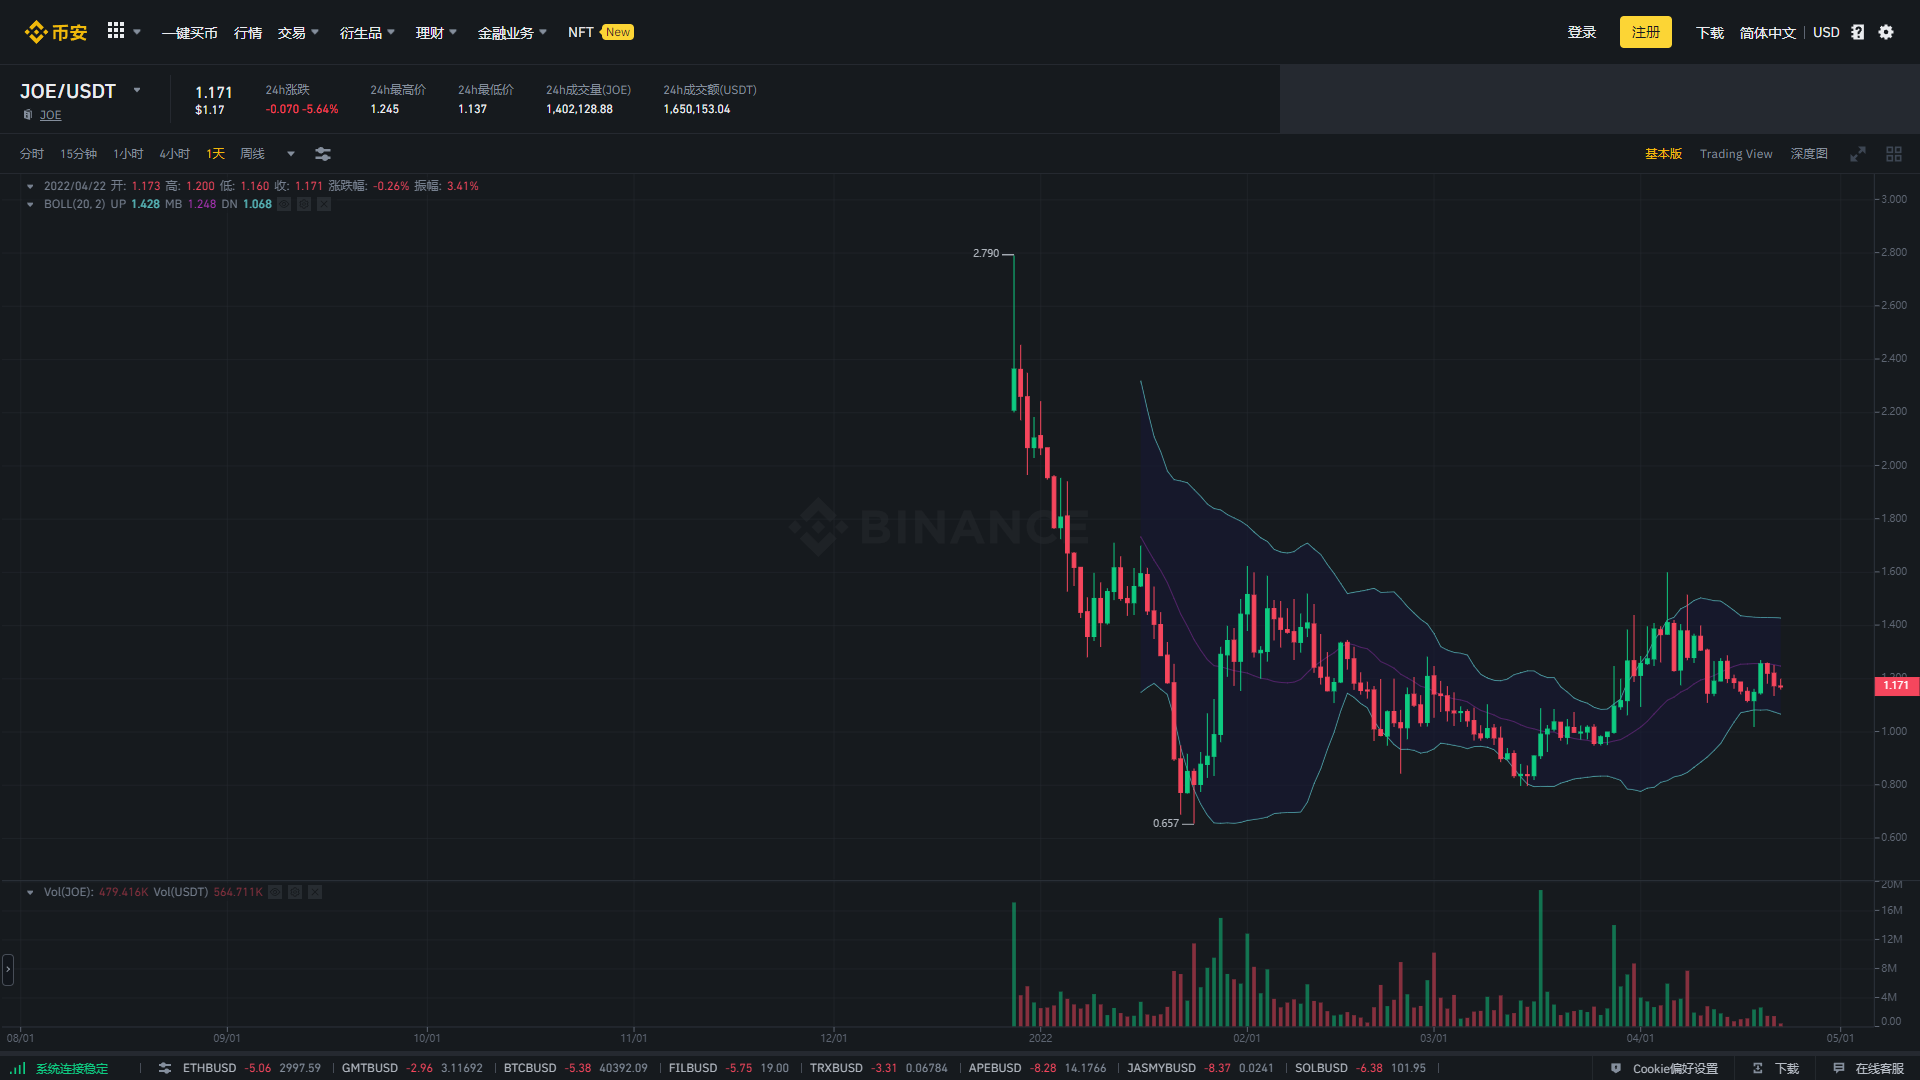 币安 一键买币 行情 交易 衍生品 理财 金融业务 NFT New 登录 注册 下载 简体中文 USD
JOE/USDT 1.171 24h涨跌 24h最高价 24h最低价 24h成交量(JOE) 24h成交额(USDT)
JOE $1.17 -0.070 -5.64% 1.245 1.137 1,402,128.88 1,650,153.04
分时 15分钟 1小时 4小时 1天 周线 基本版 Trading View 深度图
2022/04/22 开: 1.173 高: 1.200 低: 1.160 收: 1.171 涨跌幅: -0.26% 振幅: 3.41%
BOLL(20, 2) UP 1.428 MB 1.248 DN 1.068
3.000
2.790
2.800
2.600
2.400
2.200
2.000
1.800
BINANCE
1.600
1.400
1.200
1.171
1.000
0.800
0.657
0.600
Vol(JOE): 479.416K Vol(USDT) 564.711K
20M
16M
12M
8M
4M
0.00
08/01 09/01 10/01 11/01 12/01 2022 02/01 03/01 04/01 05/01
系统连接稳定 ETHBUSD -5.06 2997.59 GMTBUSD -2.96 3.11692 BTCBUSD -5.38 40392.09 FILBUSD -5.75 19.00 TRXBUSD -3.31 0.06784 APEBUSD -8.28 14.1766 JASMYBUSD -8.37 0.0241 SOLBUSD -6.38 101.95 Cookie偏好设置 下载 在线客服